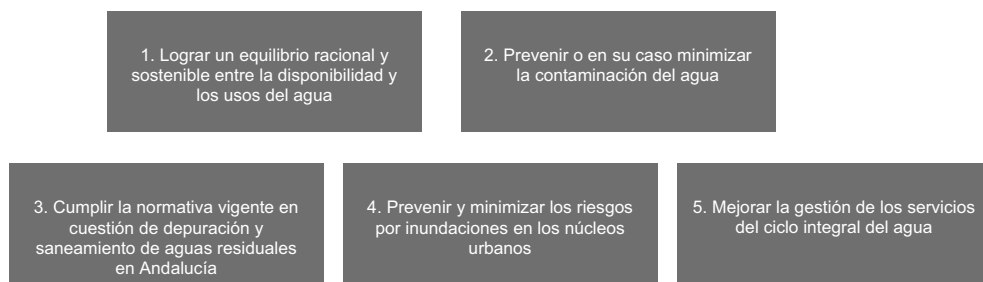 1. Lograr un equilibrio racional y
sostenible entre la disponibilidad y
los usos del agua
2. Prevenir o en su caso minimizar
la contaminación del agua
3. Cumplir la normativa vigente en
cuestión de depuración y
saneamiento de aguas residuales
en Andalucía
4. Prevenir y minimizar los riesgos
por inundaciones en los núcleos
urbanos
5. Mejorar la gestión de los servicios
del ciclo integral del agua